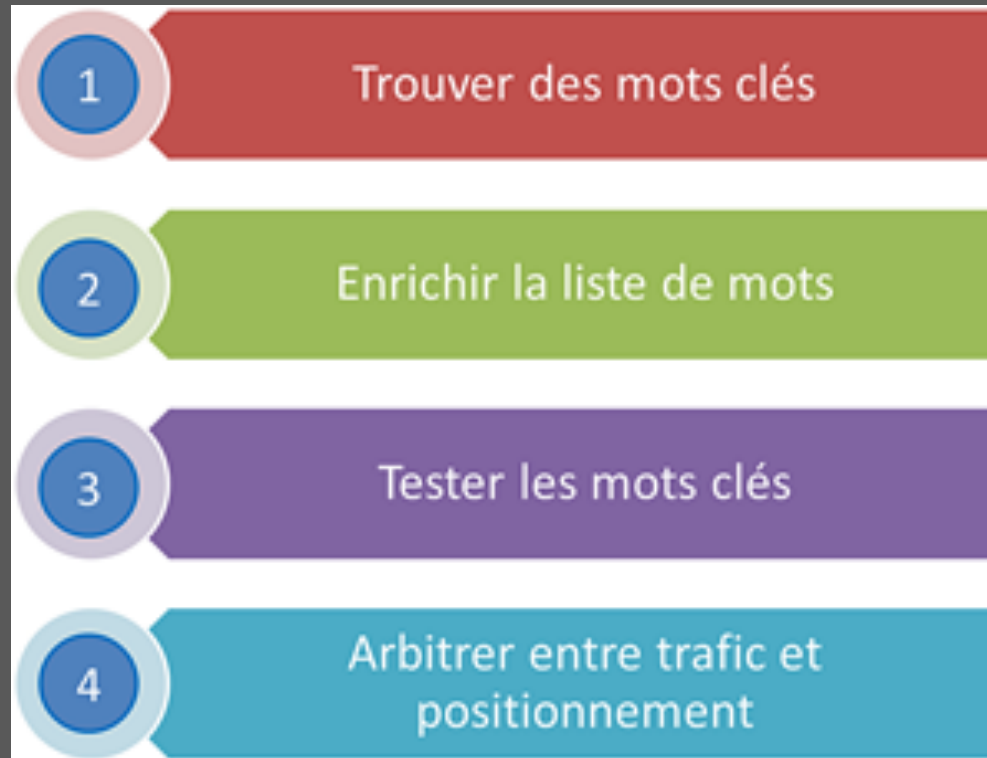 1
Trouver des mots clés
2
Enrichir la liste de mots
3
Tester les mots clés
4
Arbitrer entre trafic et
positionnement